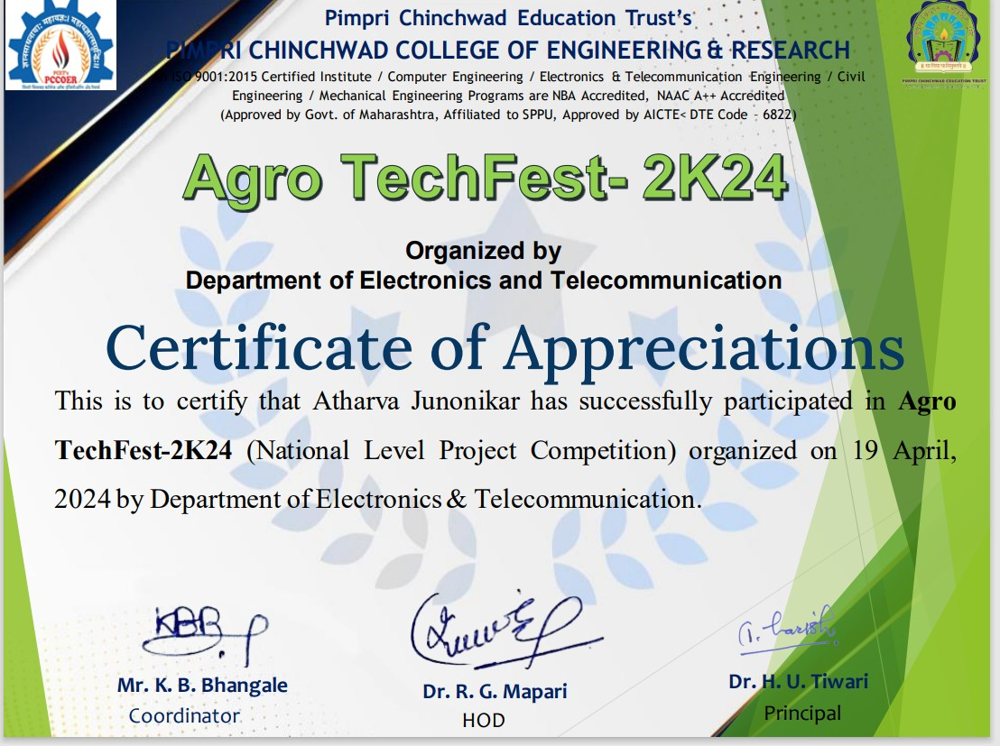 Pimpri Chinchwad Education Trust's
PIMPRI CHINCHWAD COLLEGE OF ENGINEERING & RESEARCH
ISO 9001:2015 Certified Institute / Computer Engineering / Electronics & Telecommunication Engineering / Civil
Engineering / Mechanical Engineering Programs are NBA Accredited, NAAC A++ Accredited
(Approved by Govt. of Maharashtra, Affiliated to SPPU, Approved by AICTE< DTE Code – 6822)
PCET's
PCCOER
PIMPRI CHINCHWAD EDUCATION TRUST
Agro TechFest- 2K24
Organized by
Department of Electronics and Telecommunication
Certificate of Appreciations
This is to certify that Atharva Junonikar has successfully participated in Agro
TechFest-2K24 (National Level Project Competition) organized on 19 April,
2024 by Department of Electronics & Telecommunication.
KBB
Mr. K. B. Bhangale
Coordinator
Dr. R. G. Mapari
HOD
Dr. H. U. Tiwari
Principal